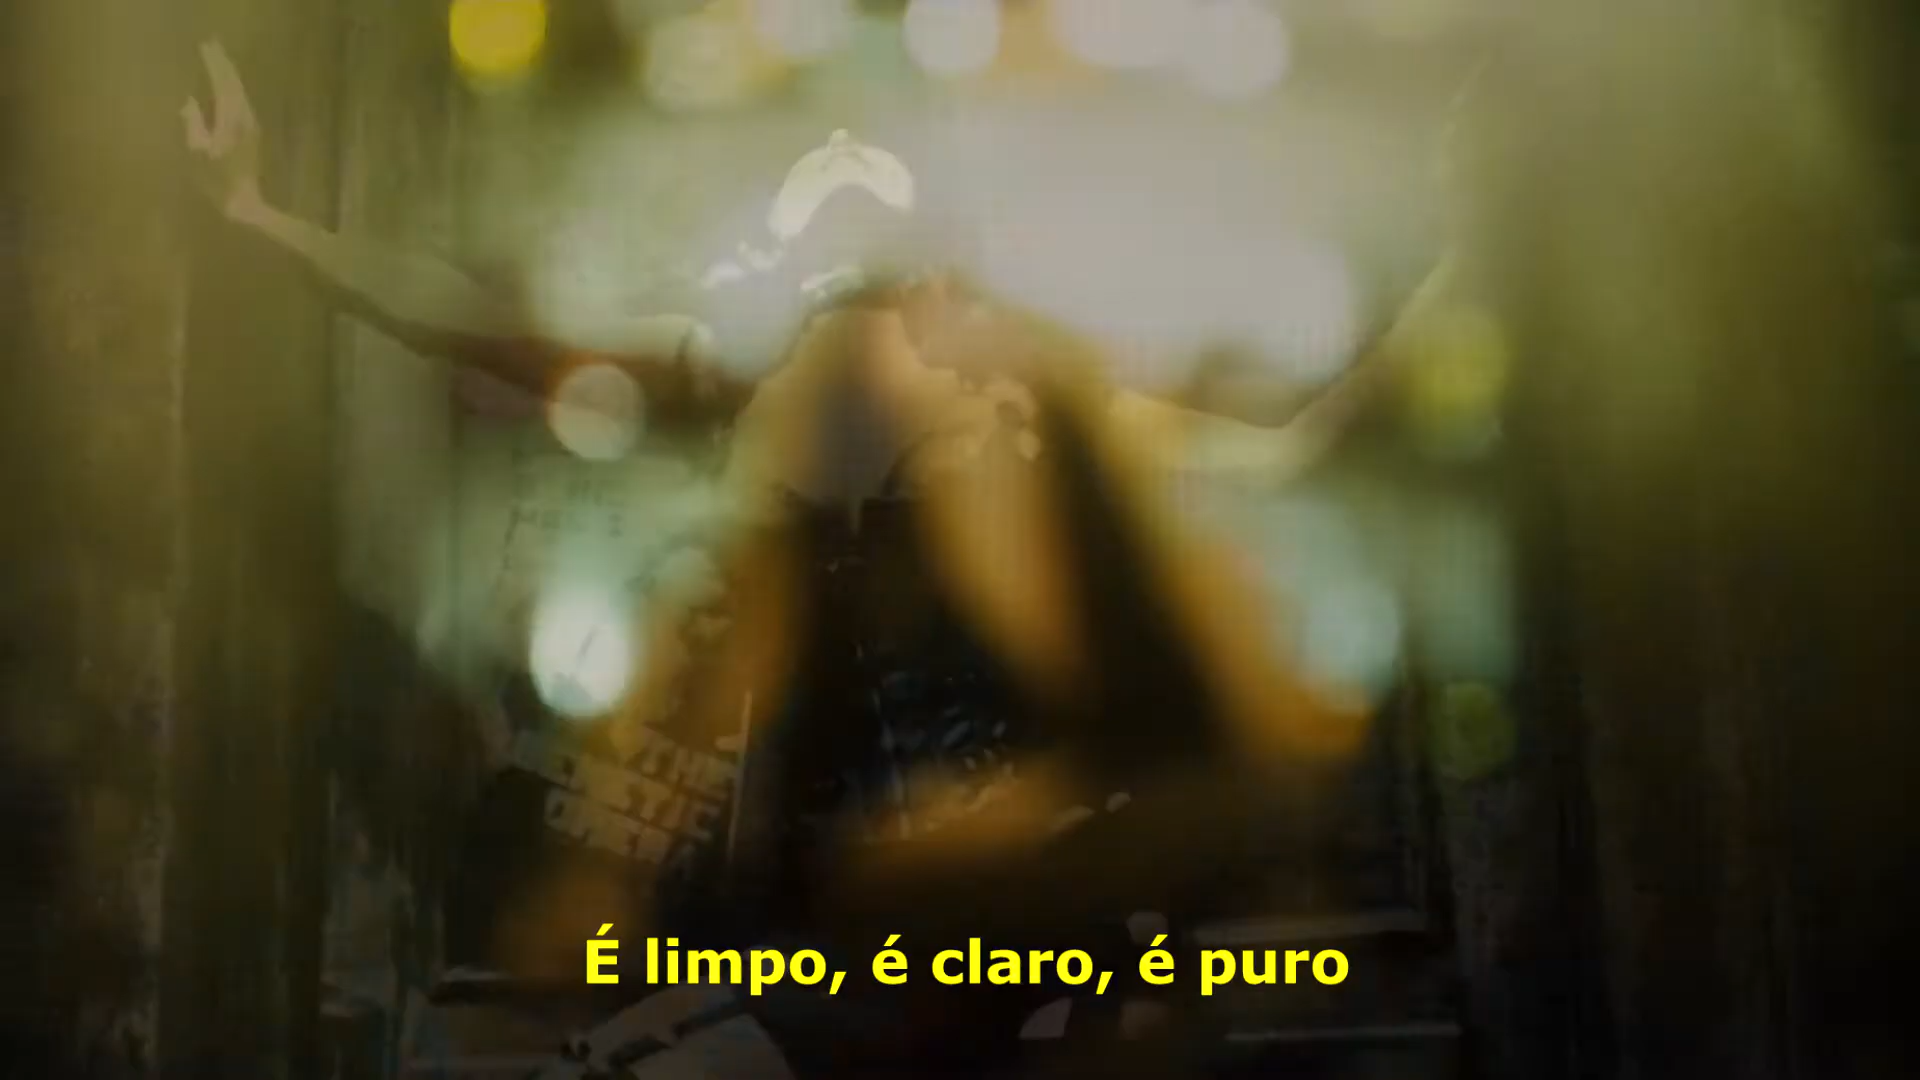 É limpo, é claro, é puro